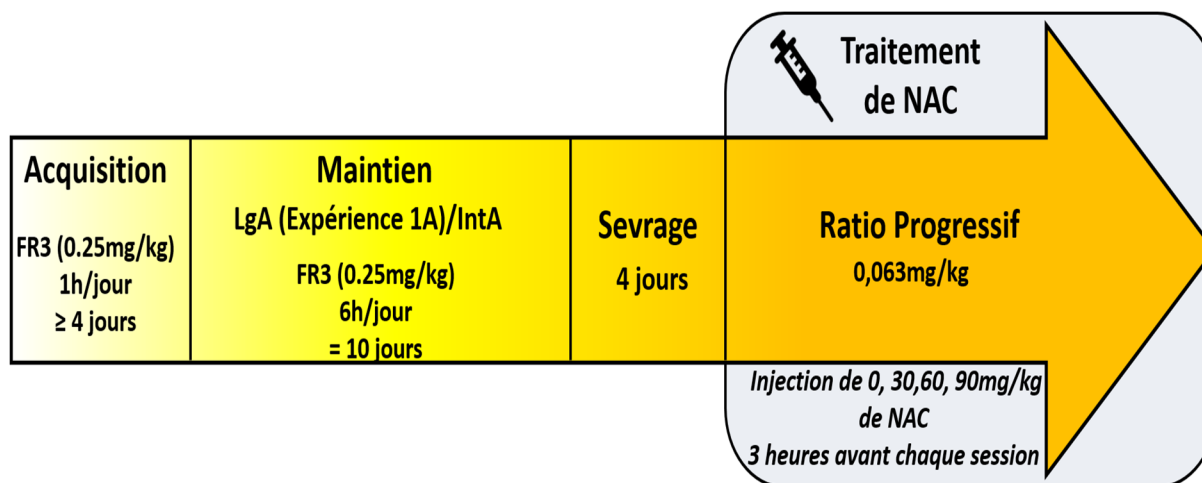 Acquisition
FR3 (0.25mg/kg)
1h/jour
≥ 4 jours
Maintien
LgA (Expérience 1A)/IntA
FR3 (0.25mg/kg)
6h/jour
= 10 jours
Sevrage
4 jours
Traitement
de NAC
Ratio Progressif
0,063mg/kg
Injection de 0, 30,60, 90mg/kg
de NAC
3 heures avant chaque session